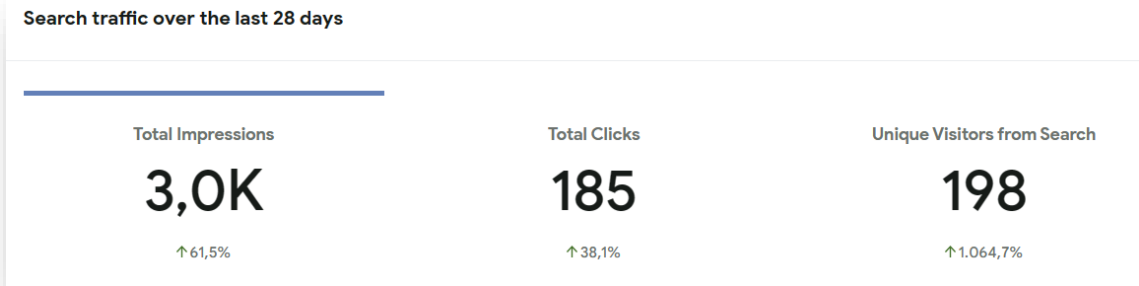 Search traffic over the last 28 days
Total Impressions
3,0K
↑61,5%
Total Clicks
185
↑38,1%
Unique Visitors from Search
198
↑1.064,7%